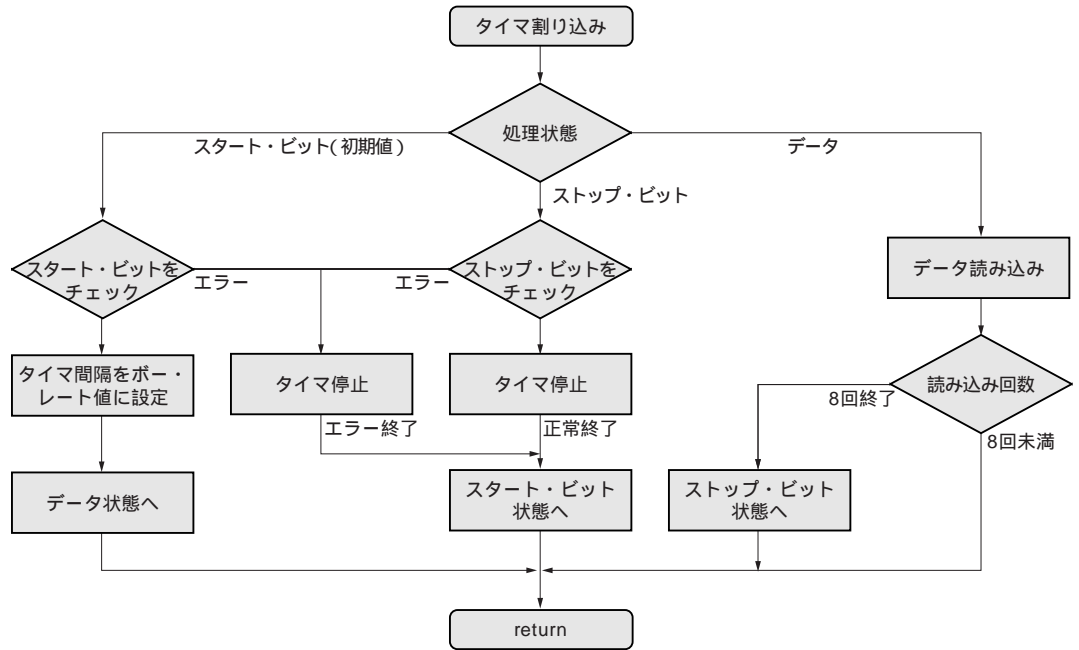 タイマ割り込み
処理状態
スタート・ビット(初期値)
データ
ストップ・ビット
スタート・ビットを
チェック
エラー
エラー
ストップ・ビットを
チェック
データ読み込み
タイマ間隔をボー・
レート値に設定
タイマ停止
タイマ停止
読み込み回数
8回終了
8回未満
エラー終了
正常終了
データ状態へ
スタート・ビット
状態へ
ストップ・ビット
状態へ
return